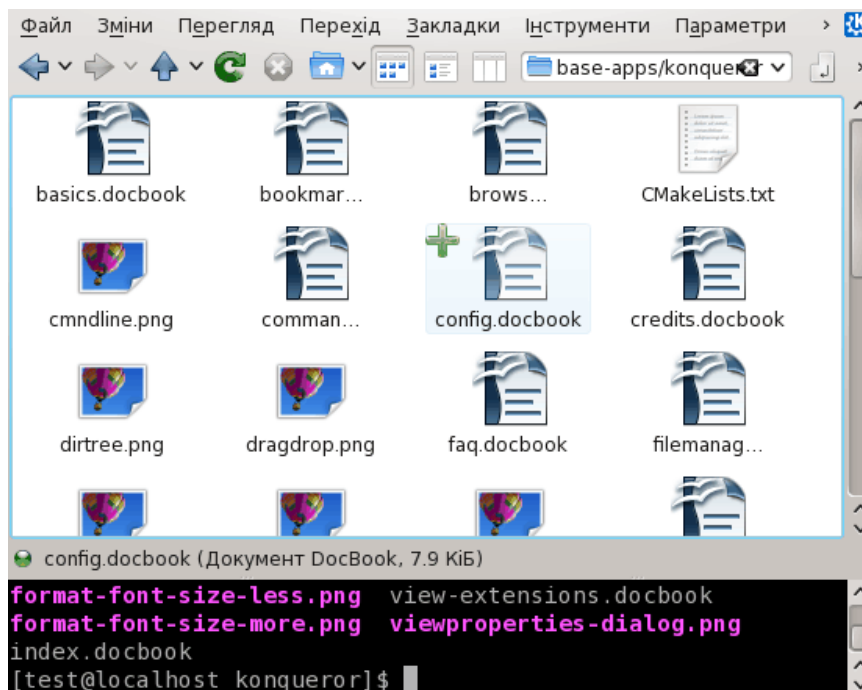 Файл Зміни Перегляд Перехід Закладки Інструменти Параметри
base-apps/konqueror
basics.docbook bookmar... brows... CMakeLists.txt
cmndline.png comman... config.docbook credits.docbook
dirtree.png dragdrop.png faq.docbook filemanag...
config.docbook (Документ DocBook, 7.9 КіБ)
format-font-size-less.png view-extensions.docbook
format-font-size-more.png viewproperties-dialog.png
index.docbook
[test@localhost konqueror]$